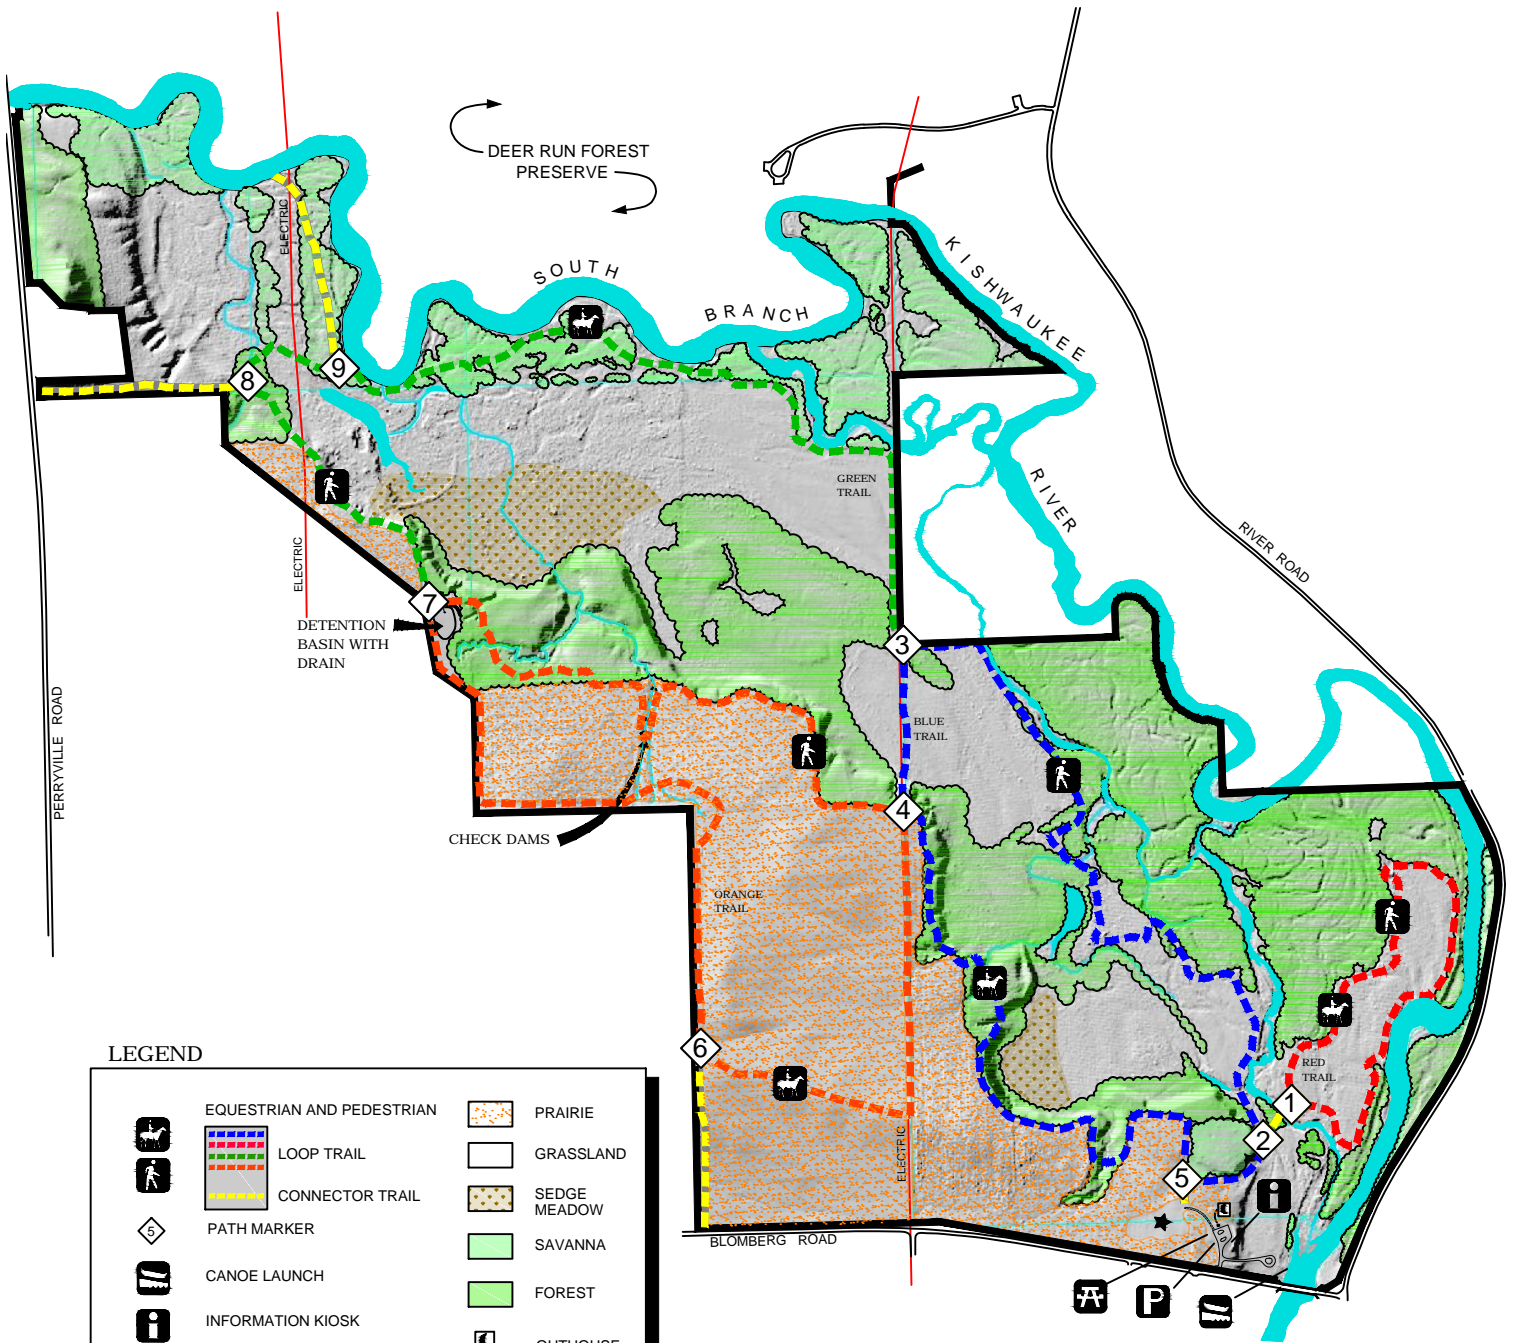 DEER RUN FOREST
PRESERVE
SOUTH
BRANCH
KISHWAUKEE
RIVER
RIVER ROAD
PERRYVILLE ROAD
ELECTRIC
ELECTRIC
ELECTRIC
8
9
7
3
4
6
5
2
1
GREEN
TRAIL
DETENTION
BASIN WITH
DRAIN
BLUE
TRAIL
CHECK DAMS
ORANGE
TRAIL
RED
TRAIL
BLOMBERG ROAD
i
P
LEGEND
EQUESTRIAN AND PEDESTRIAN
LOOP TRAIL
CONNECTOR TRAIL
5
PATH MARKER
CANOE LAUNCH
i
INFORMATION KIOSK
PRAIRIE
GRASSLAND
SEDGE
MEADOW
SAVANNA
FOREST
OUTHOUSE